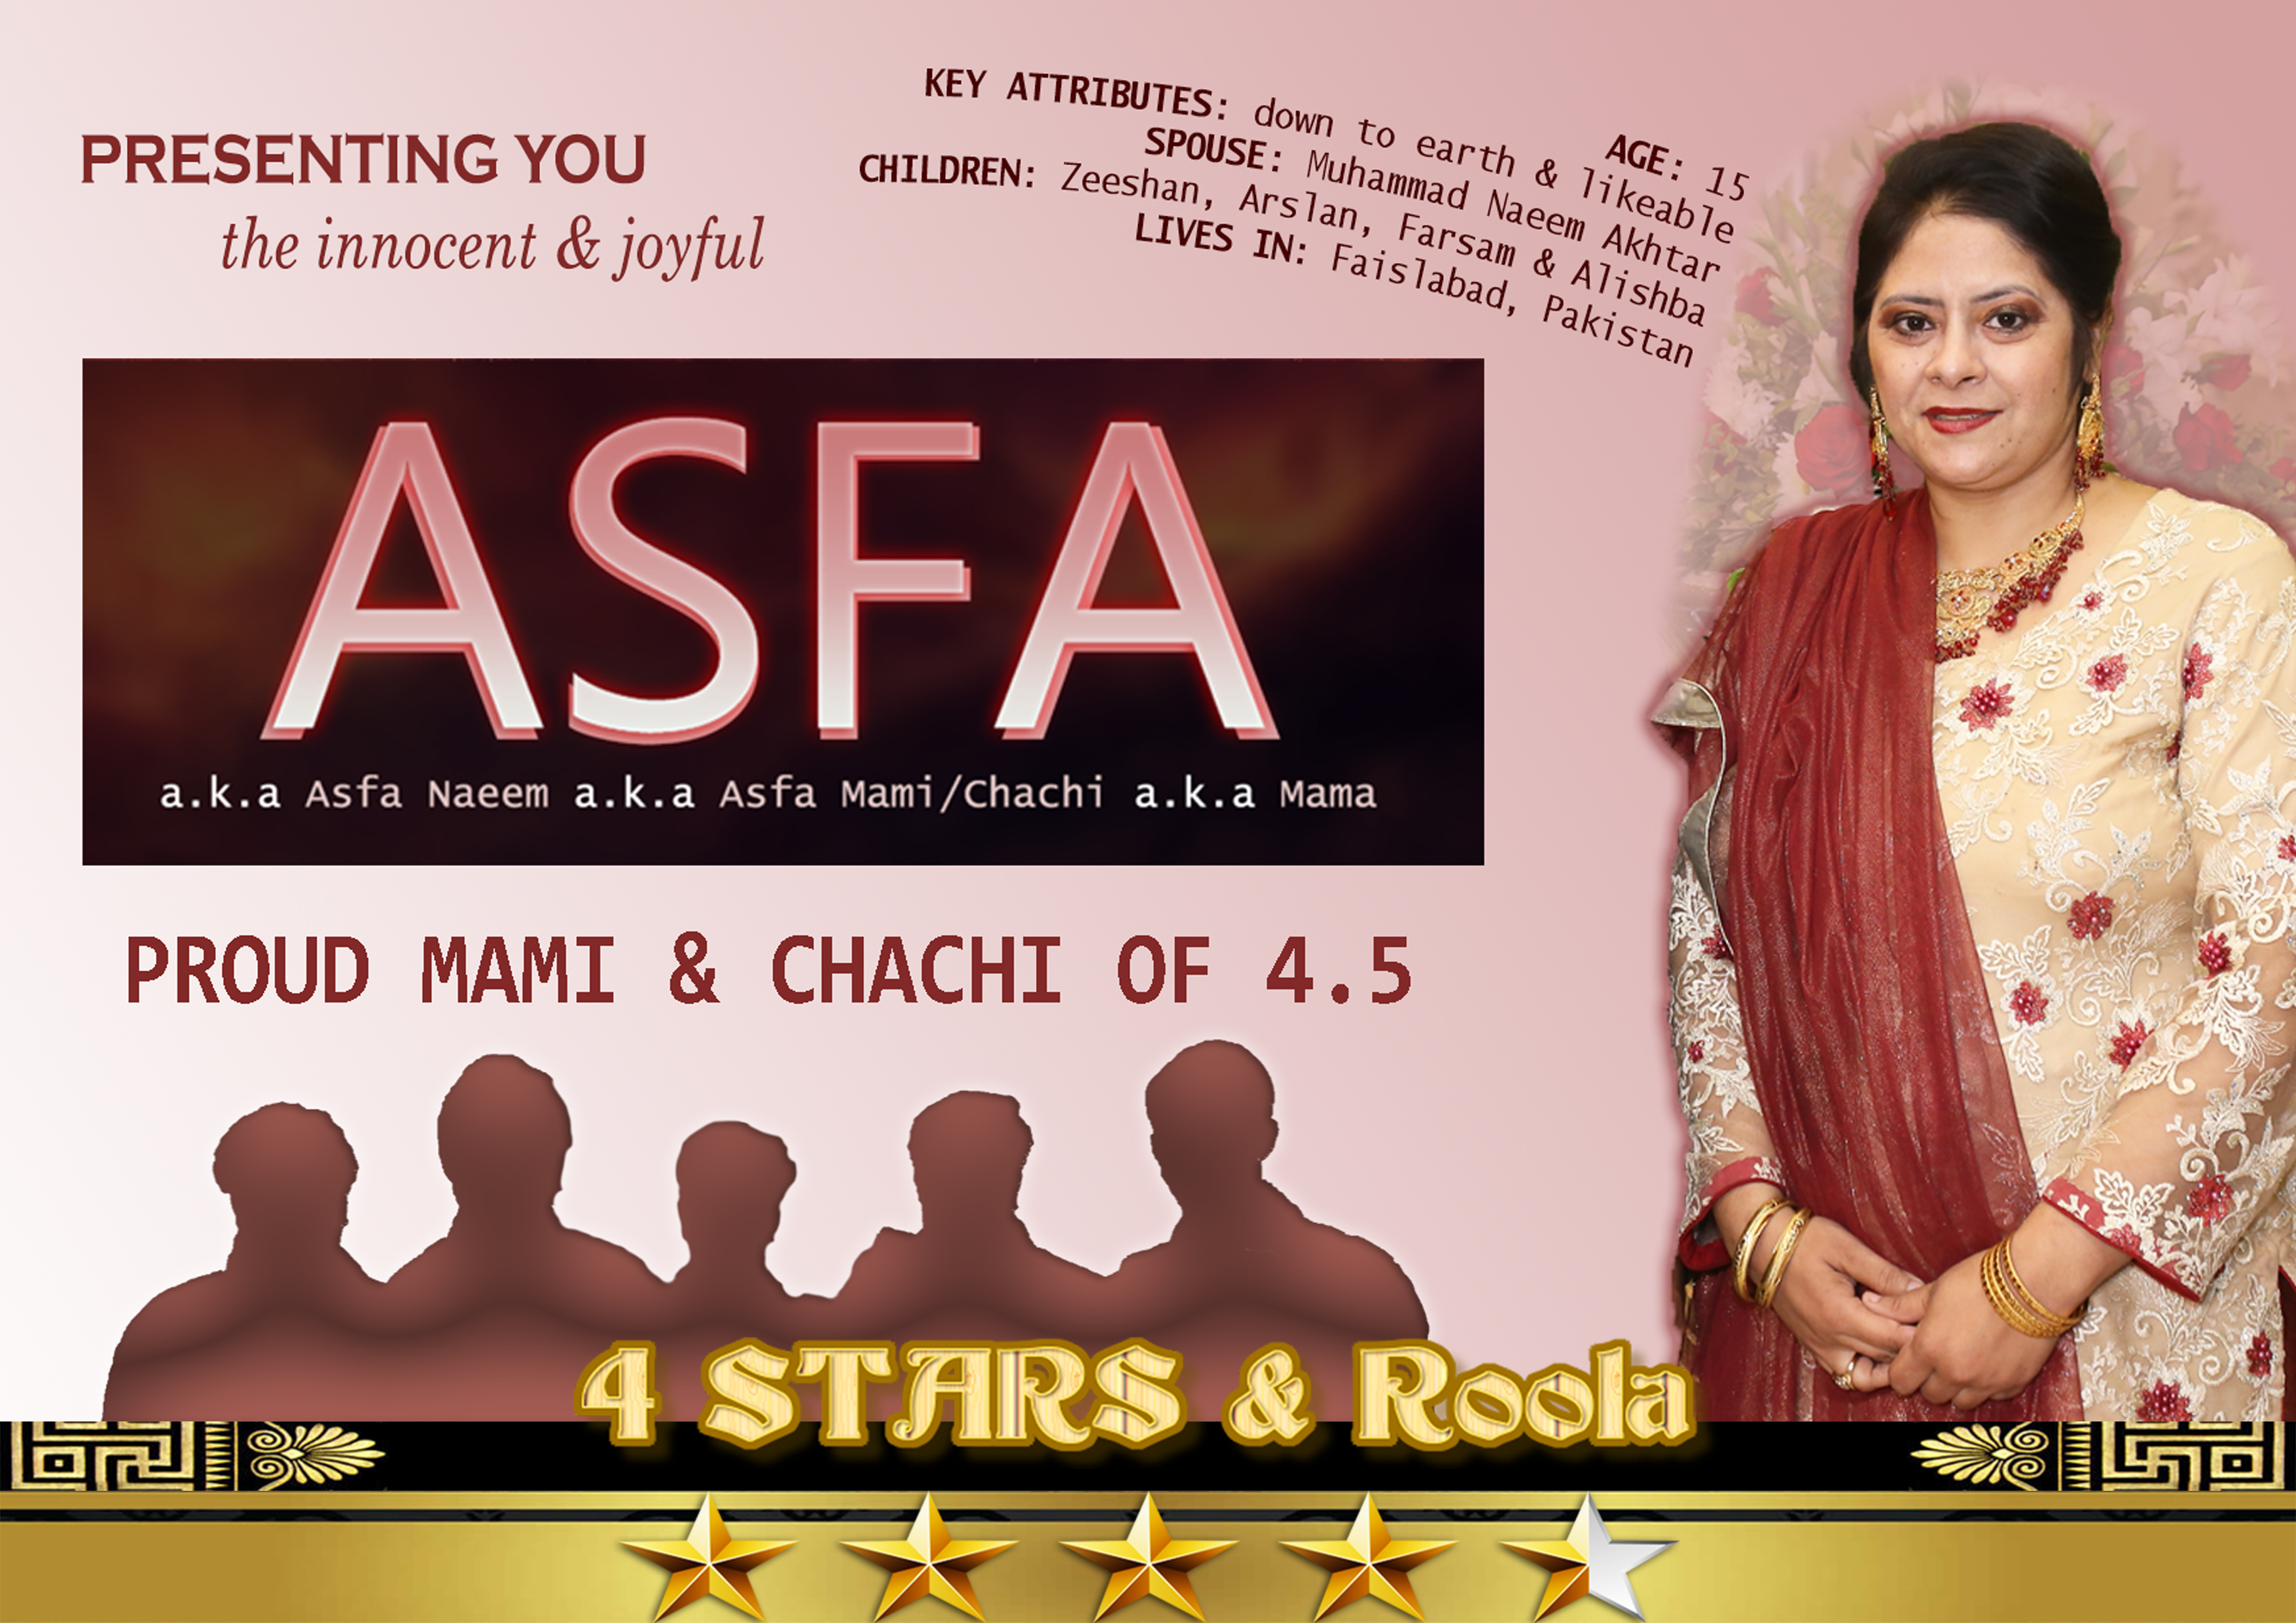 PRESENTING YOU
the innocent & joyful
AGE: 15
KEY ATTRIBUTES: down to earth & likeable
SPOUSE: Muhammad Naeem Akhtar
CHILDREN: Zeeshan, Arslan, Farsam & Alishba
LIVES IN: Faislabad, Pakistan
ASFA
a.k.a Asfa Naeem a.k.a Asfa Mami/Chachi a.k.a Mama
PROUD MAMI & CHACHI OF 4.5
4 STARS & Roola